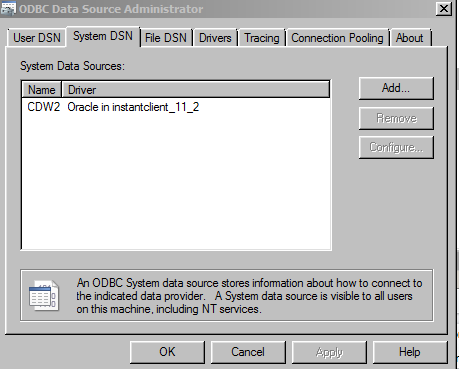 ODBC Data Source Administrator
User DSN System DSN File DSN Drivers Tracing Connection Pooling About
System Data Sources:
Name Driver
CDW2 Oracle in instantclient_11_2
Add...
Remove
Configure...
An ODBC System data source stores information about how to connect to
the indicated data provider. A System data source is visible to all users
on this machine, including NT services.
OK Cancel Apply Help